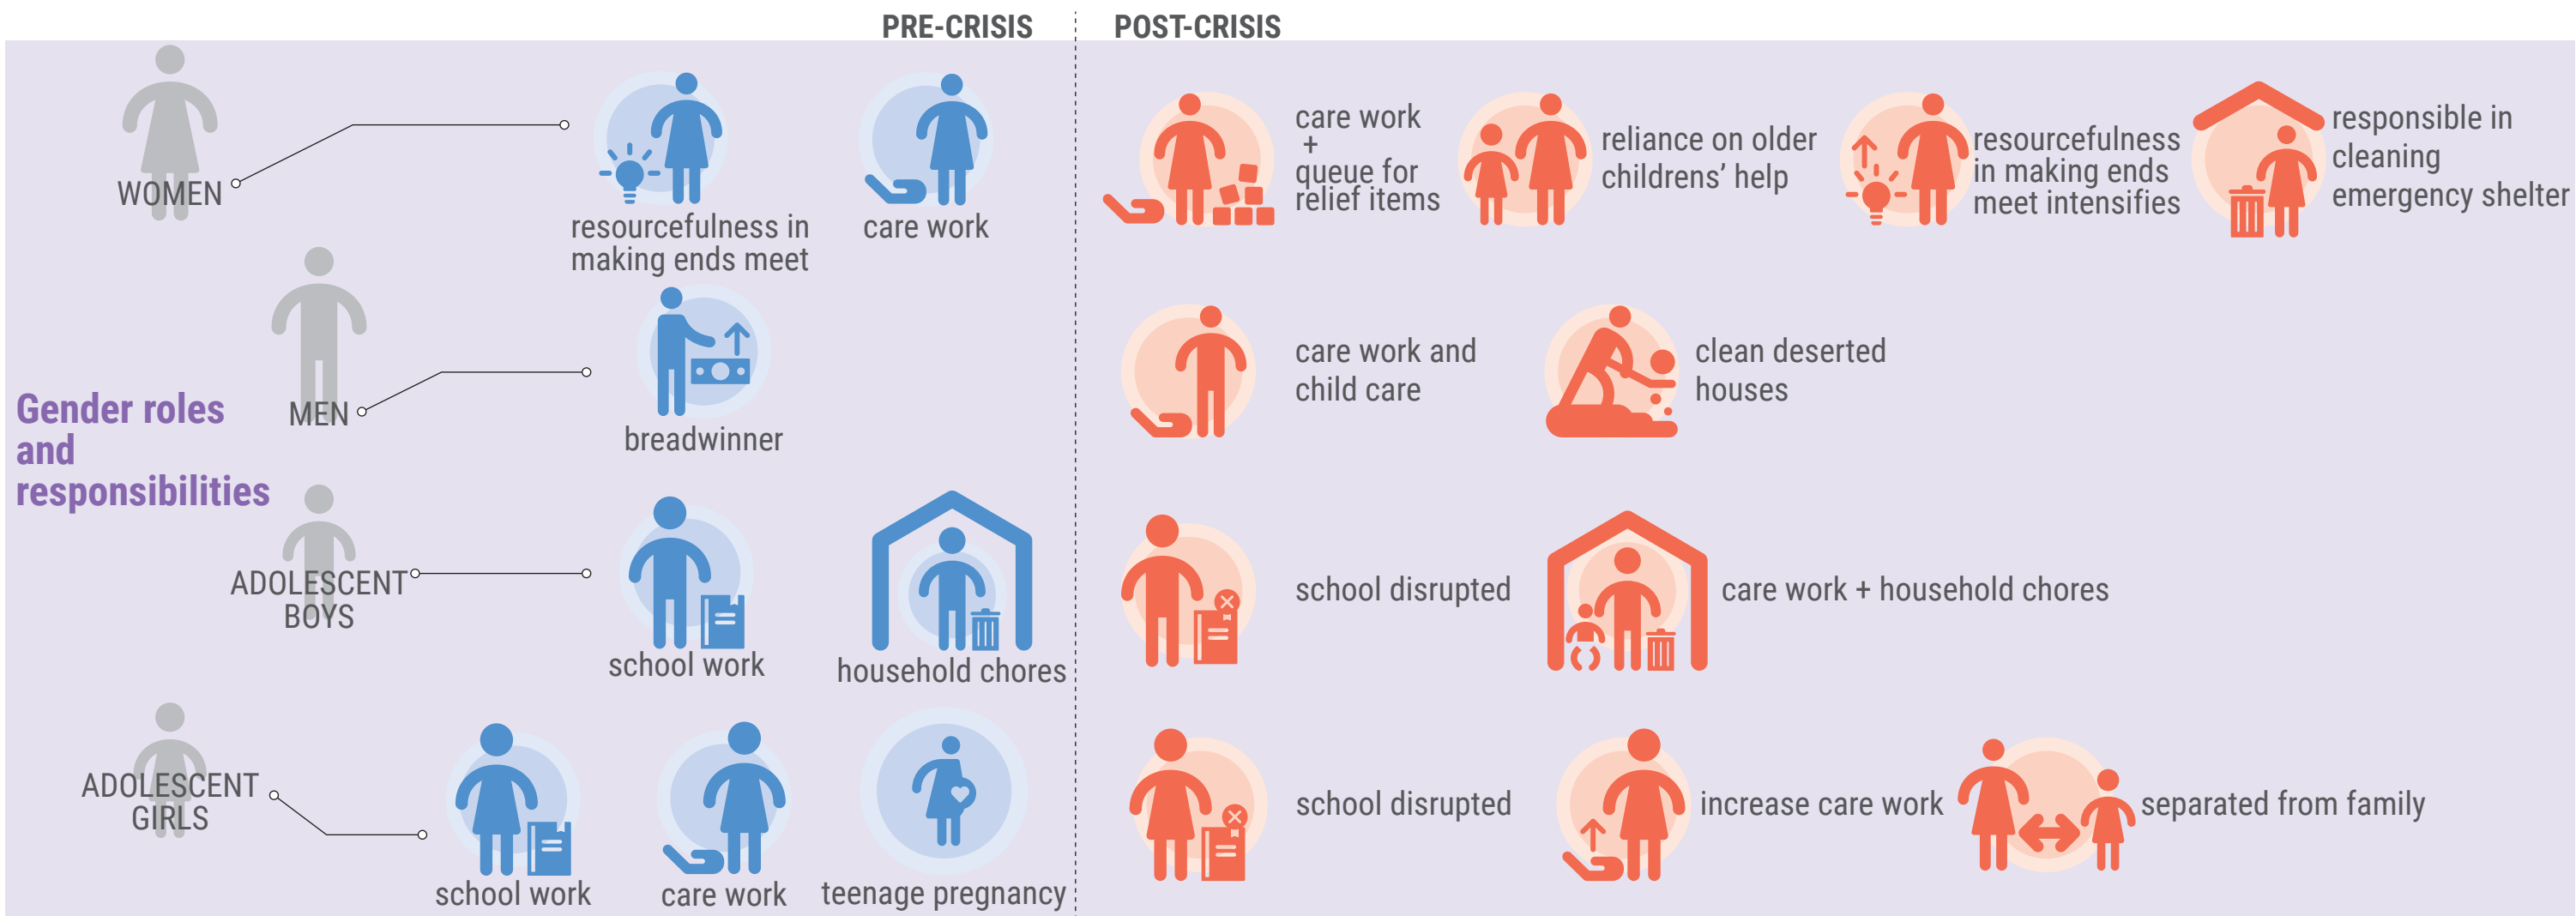 PRE-CRISIS
POST-CRISIS
Gender roles
and
responsibilities
WOMEN
resourcefulness in
making ends meet
care work
care work
+
queue for
relief items
reliance on older
childrens’ help
resourcefulness
in making ends
meet intensifies
responsible in
cleaning
emergency shelter
MEN
breadwinner
care work and
child care
clean deserted
houses
ADOLESCENT
BOYS
school work
household chores
school disrupted
care work + household chores
ADOLESCENT
GIRLS
school work
care work
teenage pregnancy
school disrupted
increase care work
separated from family